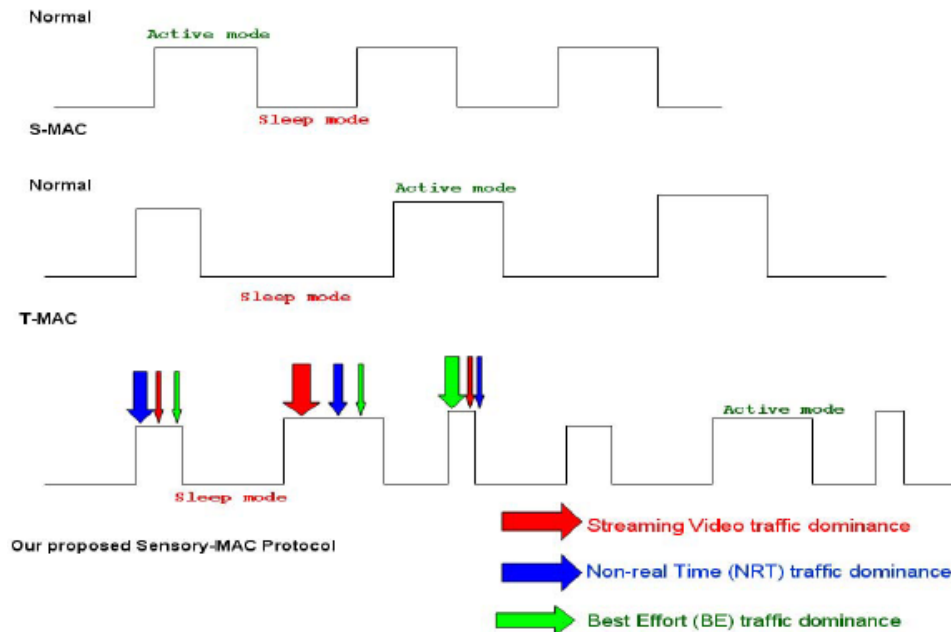 Normal
Active mode
Sleep mode
S-MAC
Normal
Active mode
Sleep mode
T-MAC
Active mode
Sleep mode
Streaming Video traffic dominance
Our proposed Sensory-MAC Protocol
Non-real Time (NRT) traffic dominance
Best Effort (BE) traffic dominance